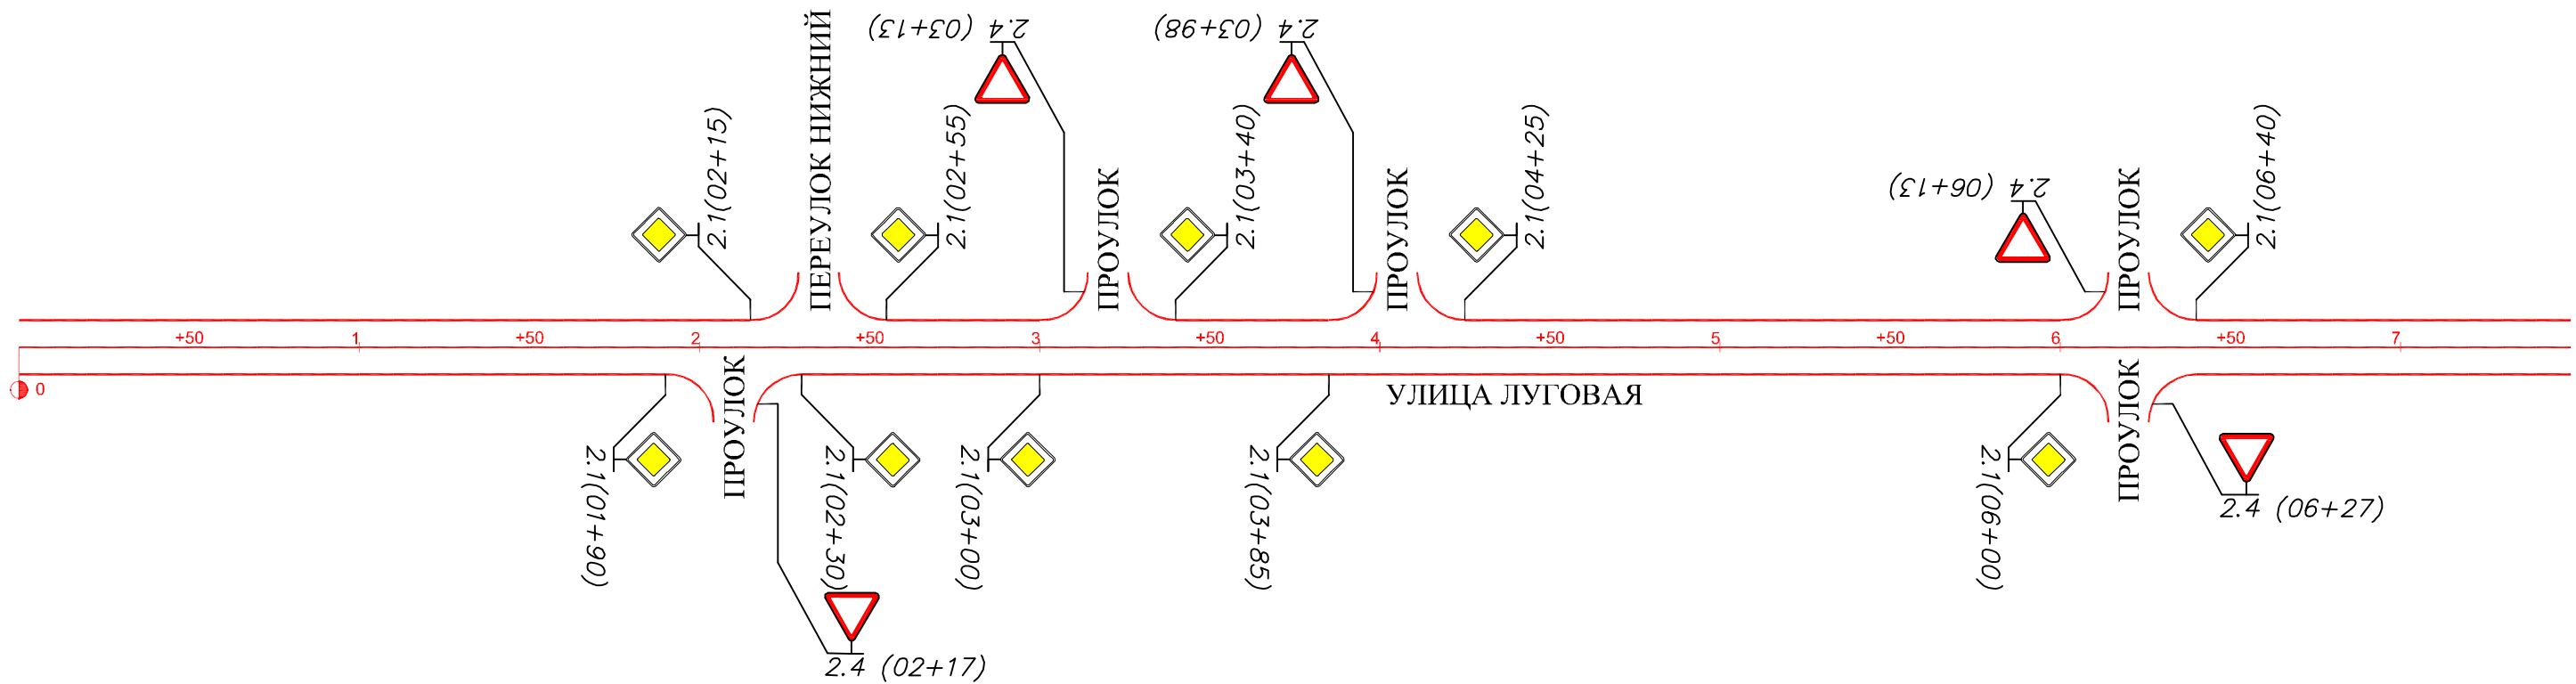 2.4 (03+13)
2.4 (03+98)
ПЕРЕУЛОК НИЖНИЙ
2.1(02+15)
2.1(02+55)
ПРОУЛОК
2.1(03+40)
ПРОУЛОК
2.1(04+25)
2.4 (06+13)
ПРОУЛОК
2.1(06+40)
+50 1 +50 2 +50 3 +50 4 +50 5 +50 6 +50 7
0
УЛИЦА ЛУГОВАЯ
2.1(01+90)
ПРОУЛОК
2.1(02+30)
2.1(03+00)
2.1(03+85)
2.1(06+00)
ПРОУЛОК
2.4 (06+27)
2.4 (02+17)